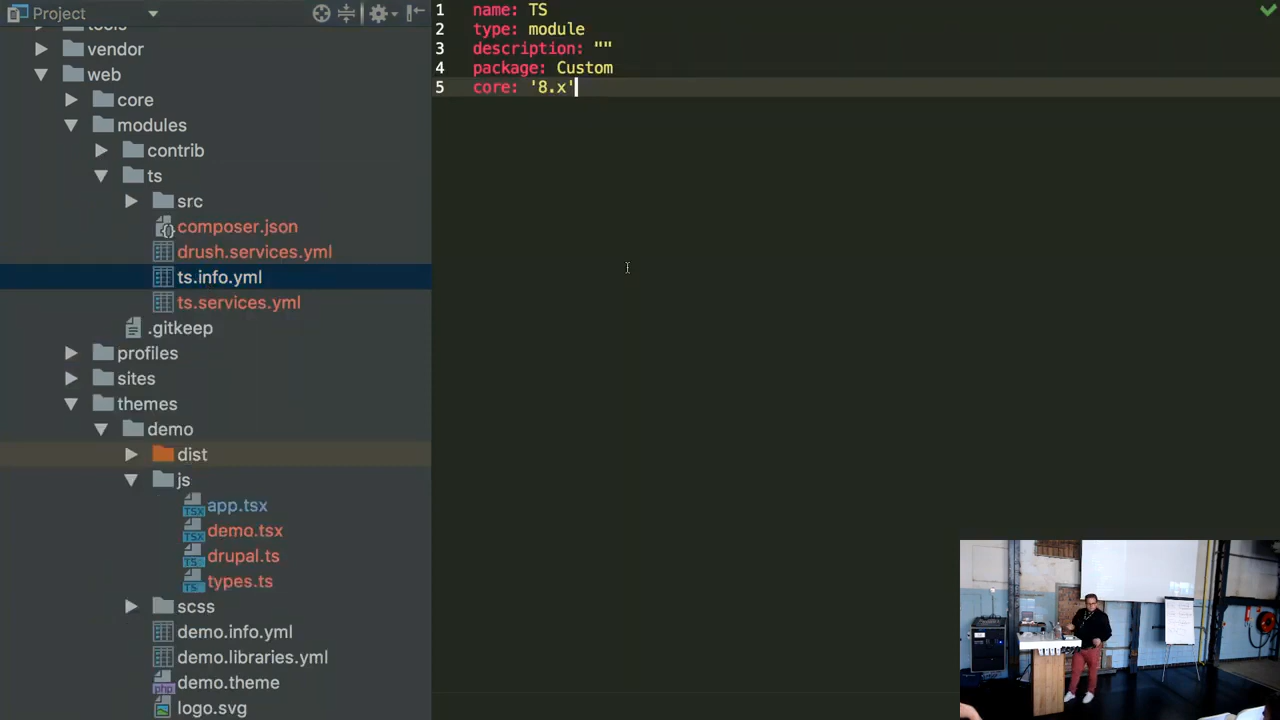 Project
tools
vendor
web
core
modules
contrib
ts
src
composer.json
drush.services.yml
ts.info.yml
ts.services.yml
.gitkeep
profiles
sites
themes
demo
dist
js
app.tsx
demo.tsx
drupal.ts
types.ts
scss
demo.info.yml
demo.libraries.yml
demo.theme
logo.svg
1 name: TS
2 type: module
3 description: ""
4 package: Custom
5 core: '8.x'